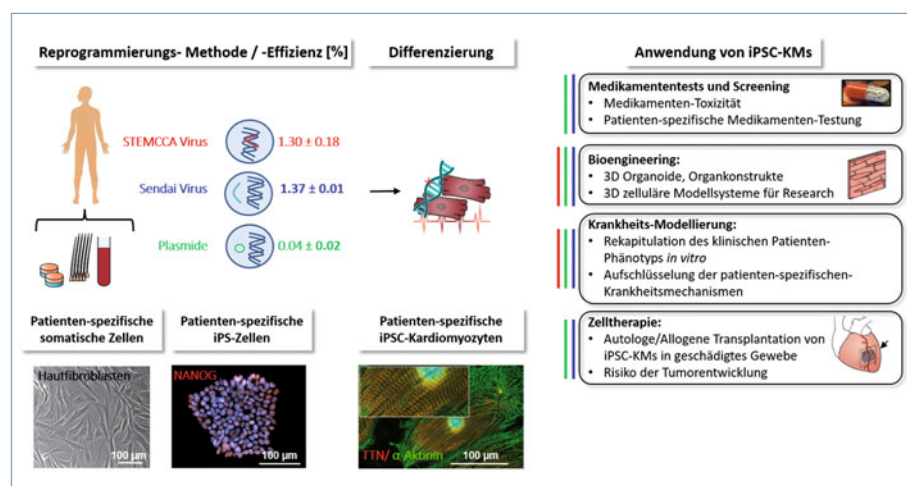 Reprogrammierungs- Methode / -Effizienz [%]
Differenzierung
Anwendung von iPSC-KMs
STEMCCA Virus
1.30 ± 0.18
Sendai Virus
1.37 ± 0.01
Plasmide
0.04 ± 0.02
Medikamententests und Screening
• Medikamenten-Toxizität
• Patienten-spezifische Medikamenten-Testung
Bioengineering:
• 3D Organoide, Organkonstrukte
• 3D zelluläre Modellsysteme für Research
Krankheits-Modellierung:
• Rekapitulation des klinischen Patienten-
Phänotyps in vitro
• Aufschlüsselung der patienten-spezifischen-
Krankheitsmechanismen
Zelltherapie:
• Autologe/Allogene Transplantation von
iPSC-KMs in geschädigtes Gewebe
• Risiko der Tumorentwicklung
Patienten-spezifische
somatische Zellen
Patienten-spezifische
iPS-Zellen
Patienten-spezifische
iPSC-Kardiomyozyten
Hautfibroblasten
100 µm
NANOG
100 µm
TTN/ α-Aktinin
100 µm